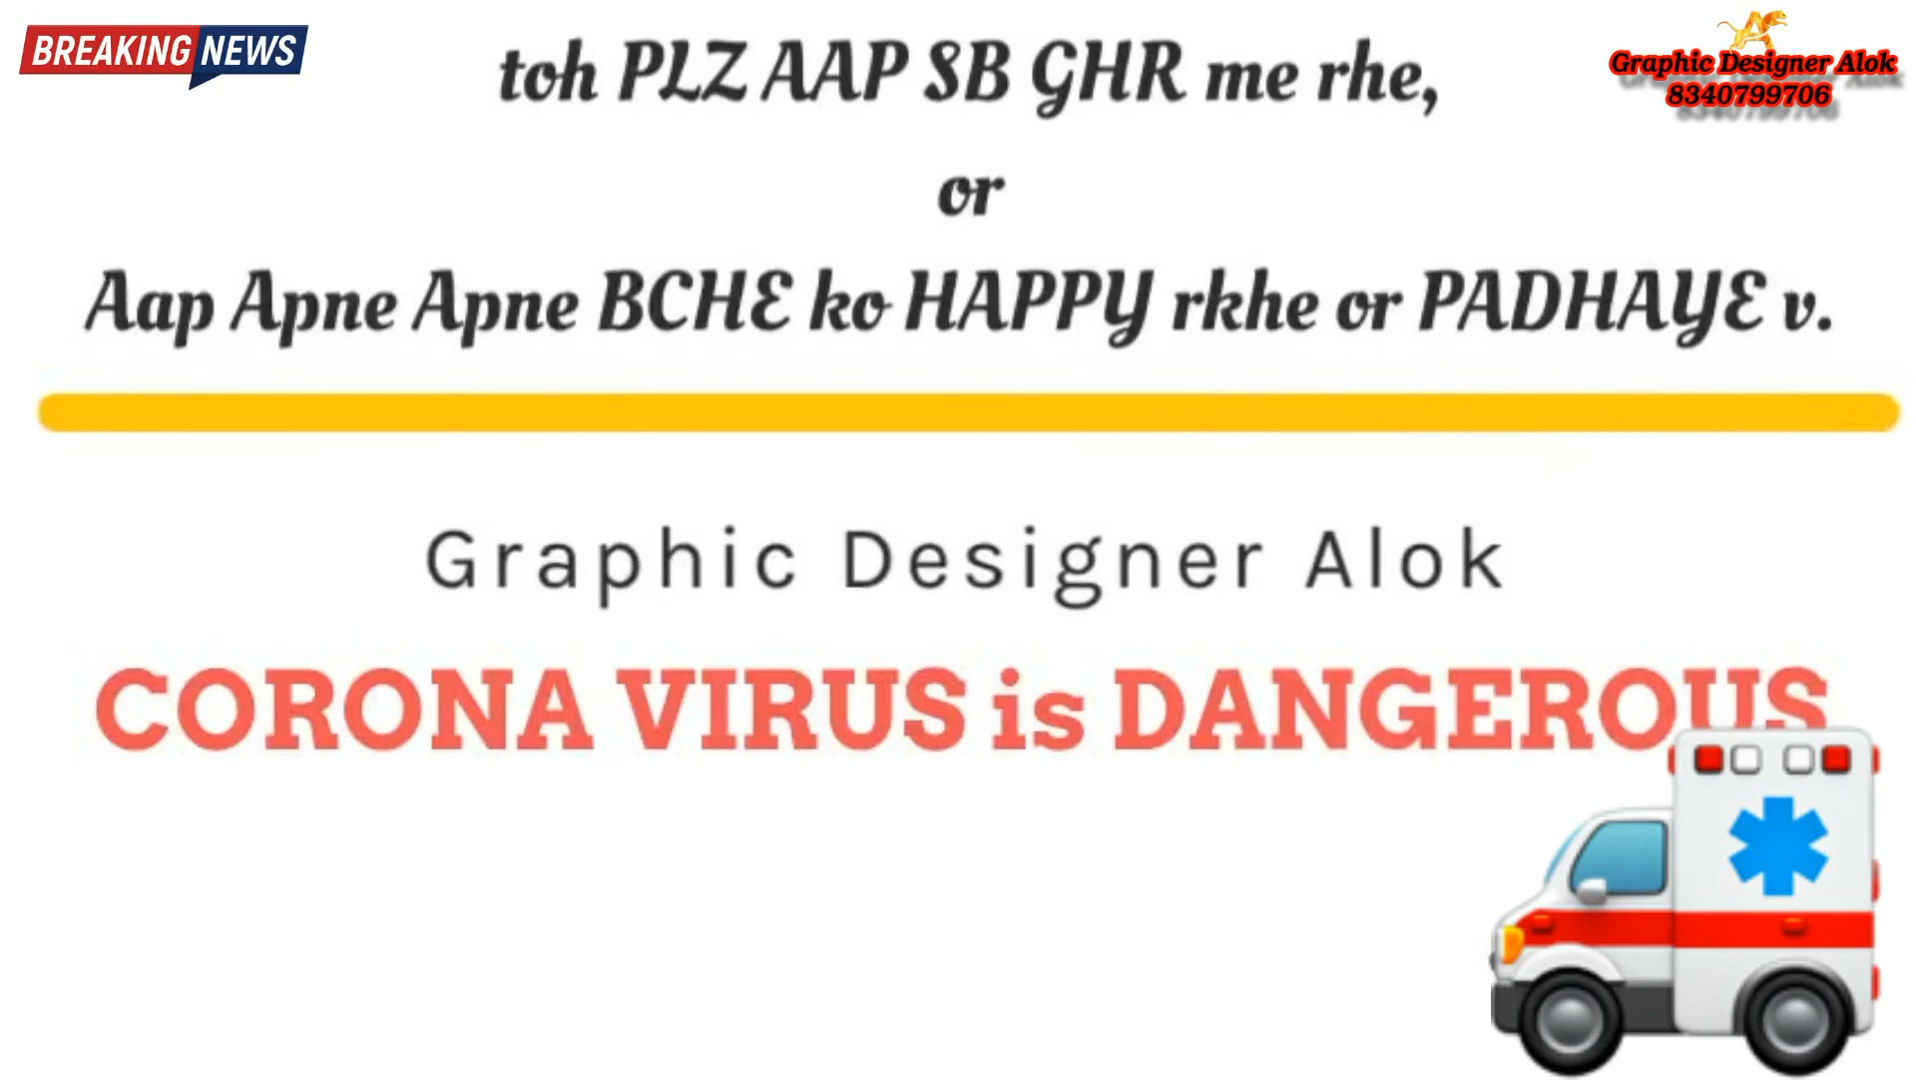 BREAKING NEWS
toh PLZ AAP SB GHR me rhe,
Graphic Designer Alok
8340799706
or
Aap Apne Apne BCHE ko HAPPY rkhe or PADHAYE v.
Graphic Designer Alok
CORONA VIRUS is DANGEROUS